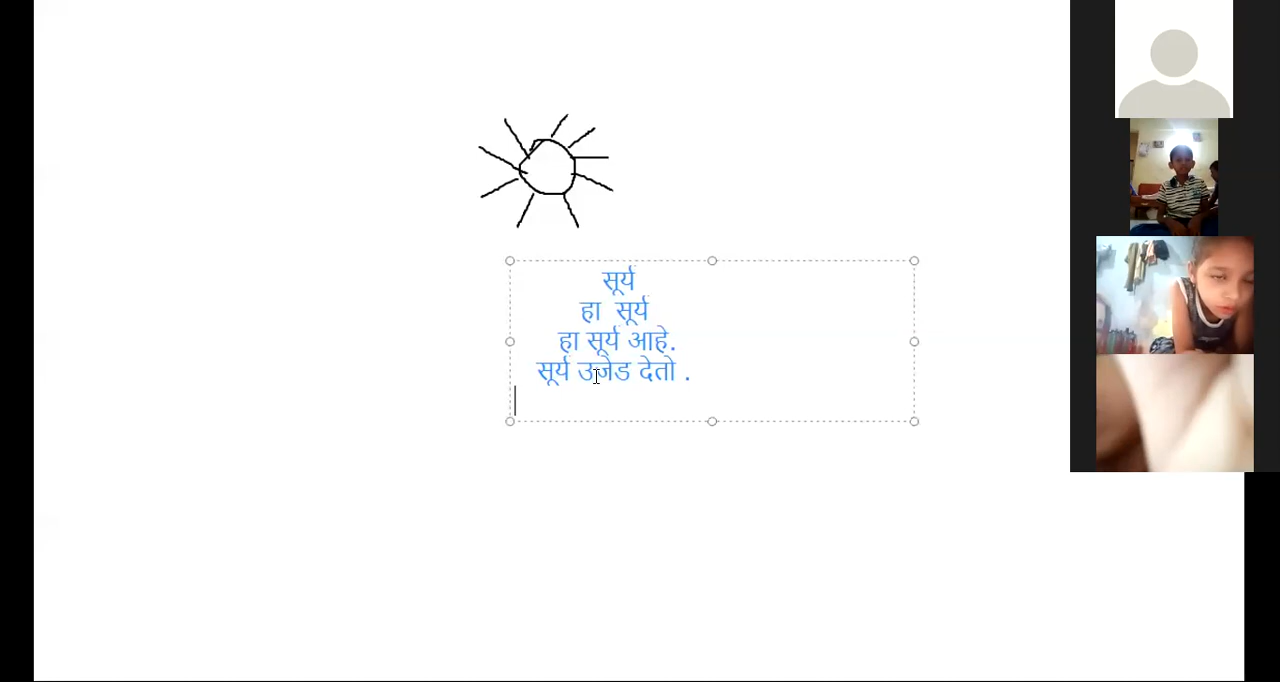 सूर्य
हा सूर्य
हा सूर्य आहे.
सूर्य उजेड देतो .